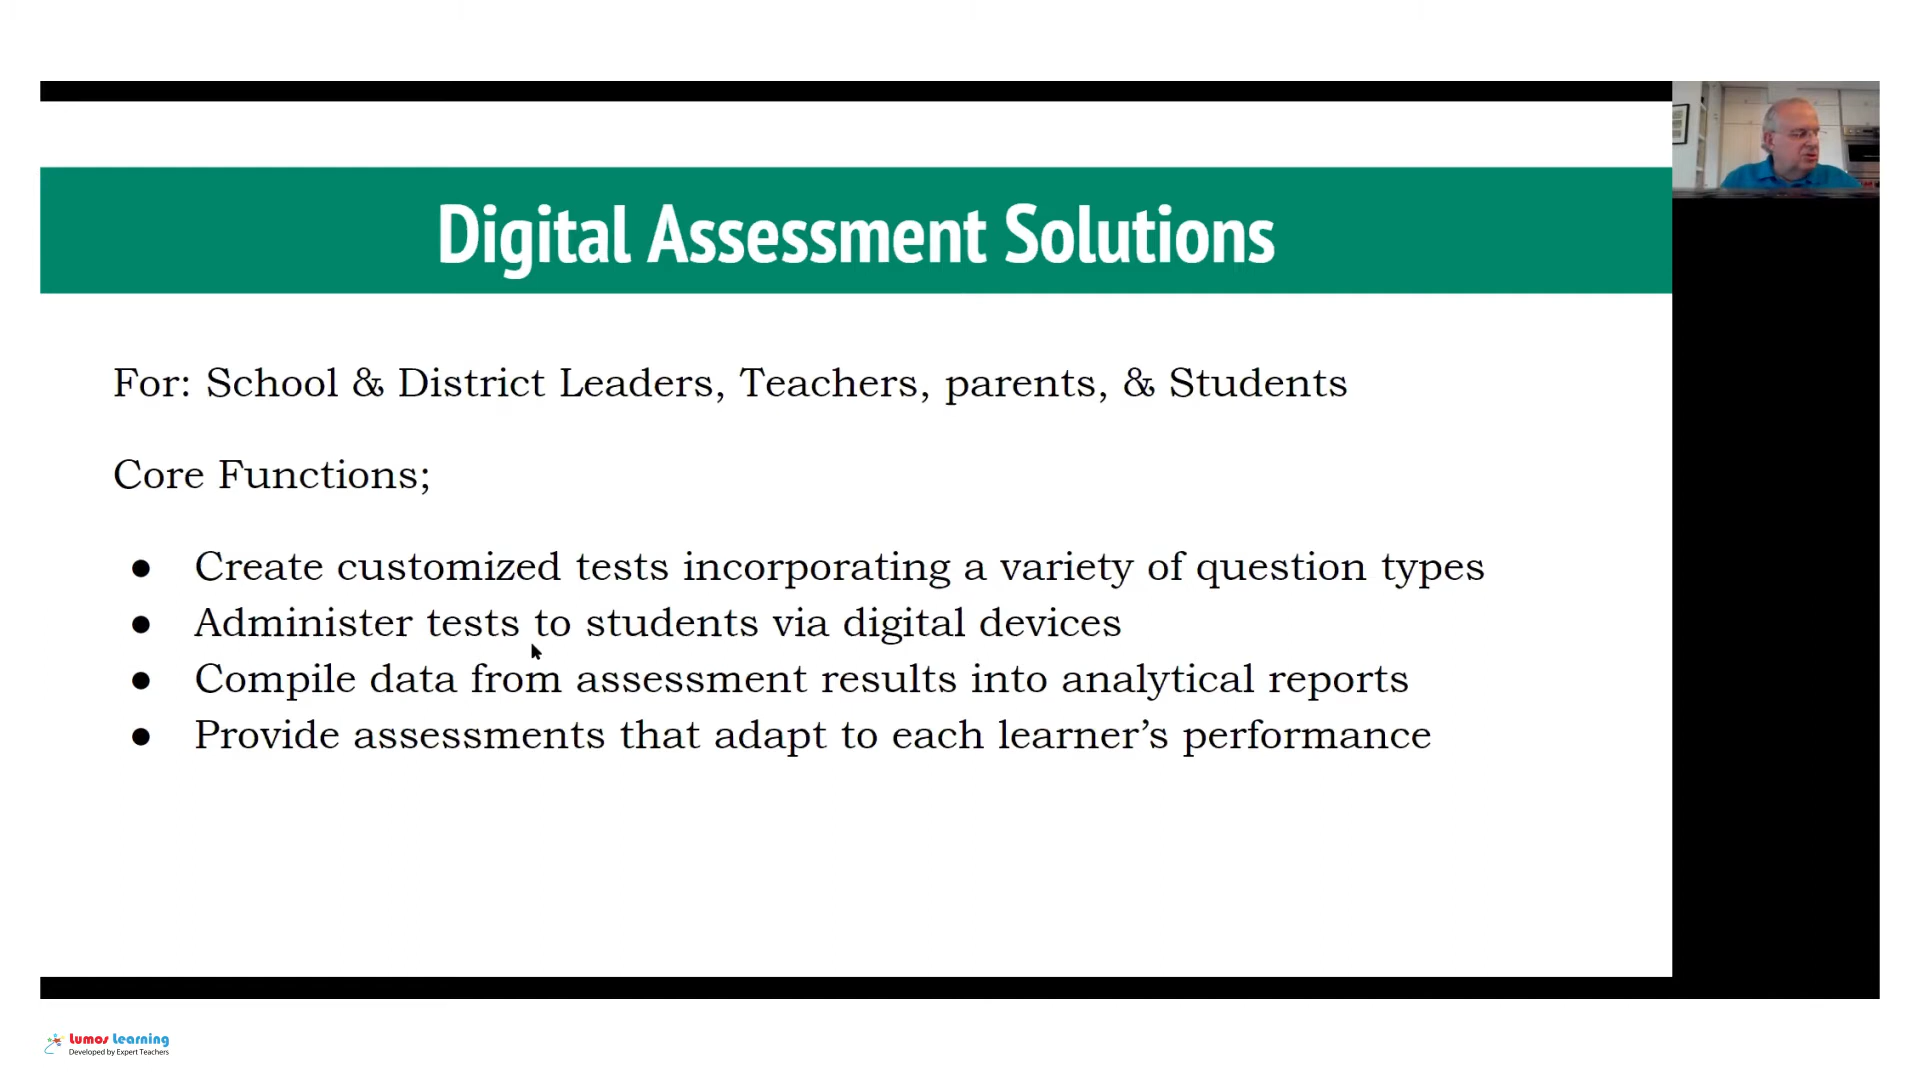 Digital Assessment Solutions
For: School & District Leaders, Teachers, parents, & Students
Core Functions;
● Create customized tests incorporating a variety of question types
● Administer tests to students via digital devices
● Compile data from assessment results into analytical reports
● Provide assessments that adapt to each learner’s performance
Lumos Learning
Developed by Expert Teachers